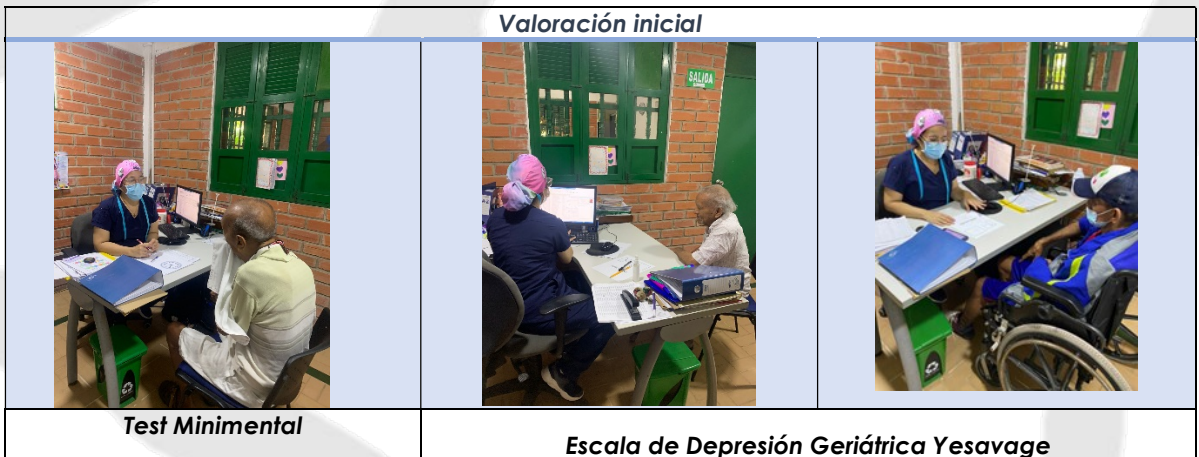 Valoración inicial
SALIDA
Test Minimental
Escala de Depresión Geriátrica Yesavage